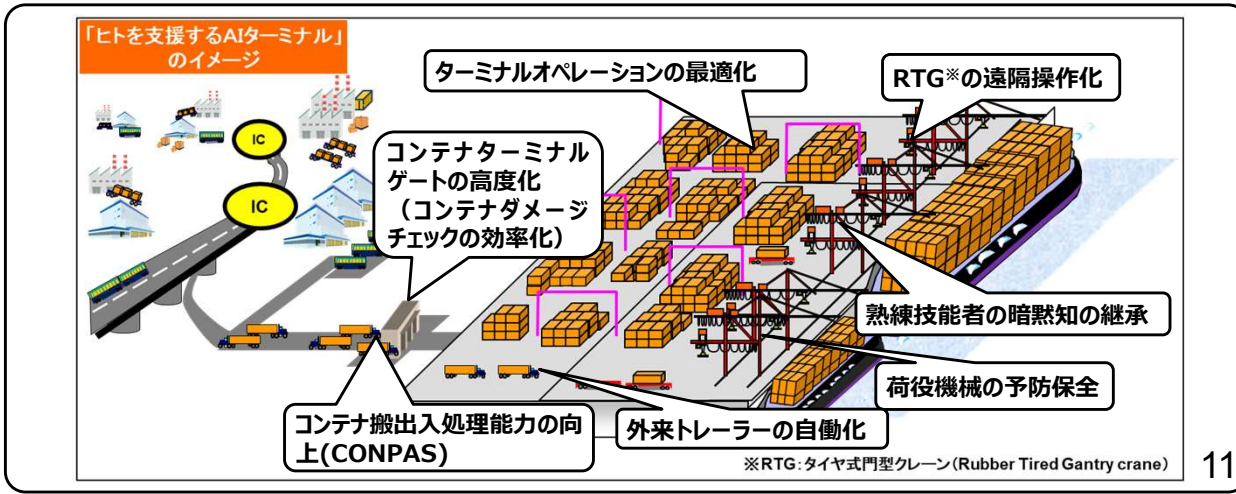 「ヒトを支援するAIターミナル」
のイメージ
ターミナルオペレーションの最適化
RTG※の遠隔操作化
IC
IC
コンテナターミナル
ゲートの高度化
（コンテナダメージ
チェックの効率化）
熟練技能者の暗黙知の継承
荷役機械の予防保全
コンテナ搬出入処理能力の向
上(CONPAS)
外来トレーラーの自働化
※RTG：タイヤ式門型クレーン（Rubber Tired Gantry crane）
11